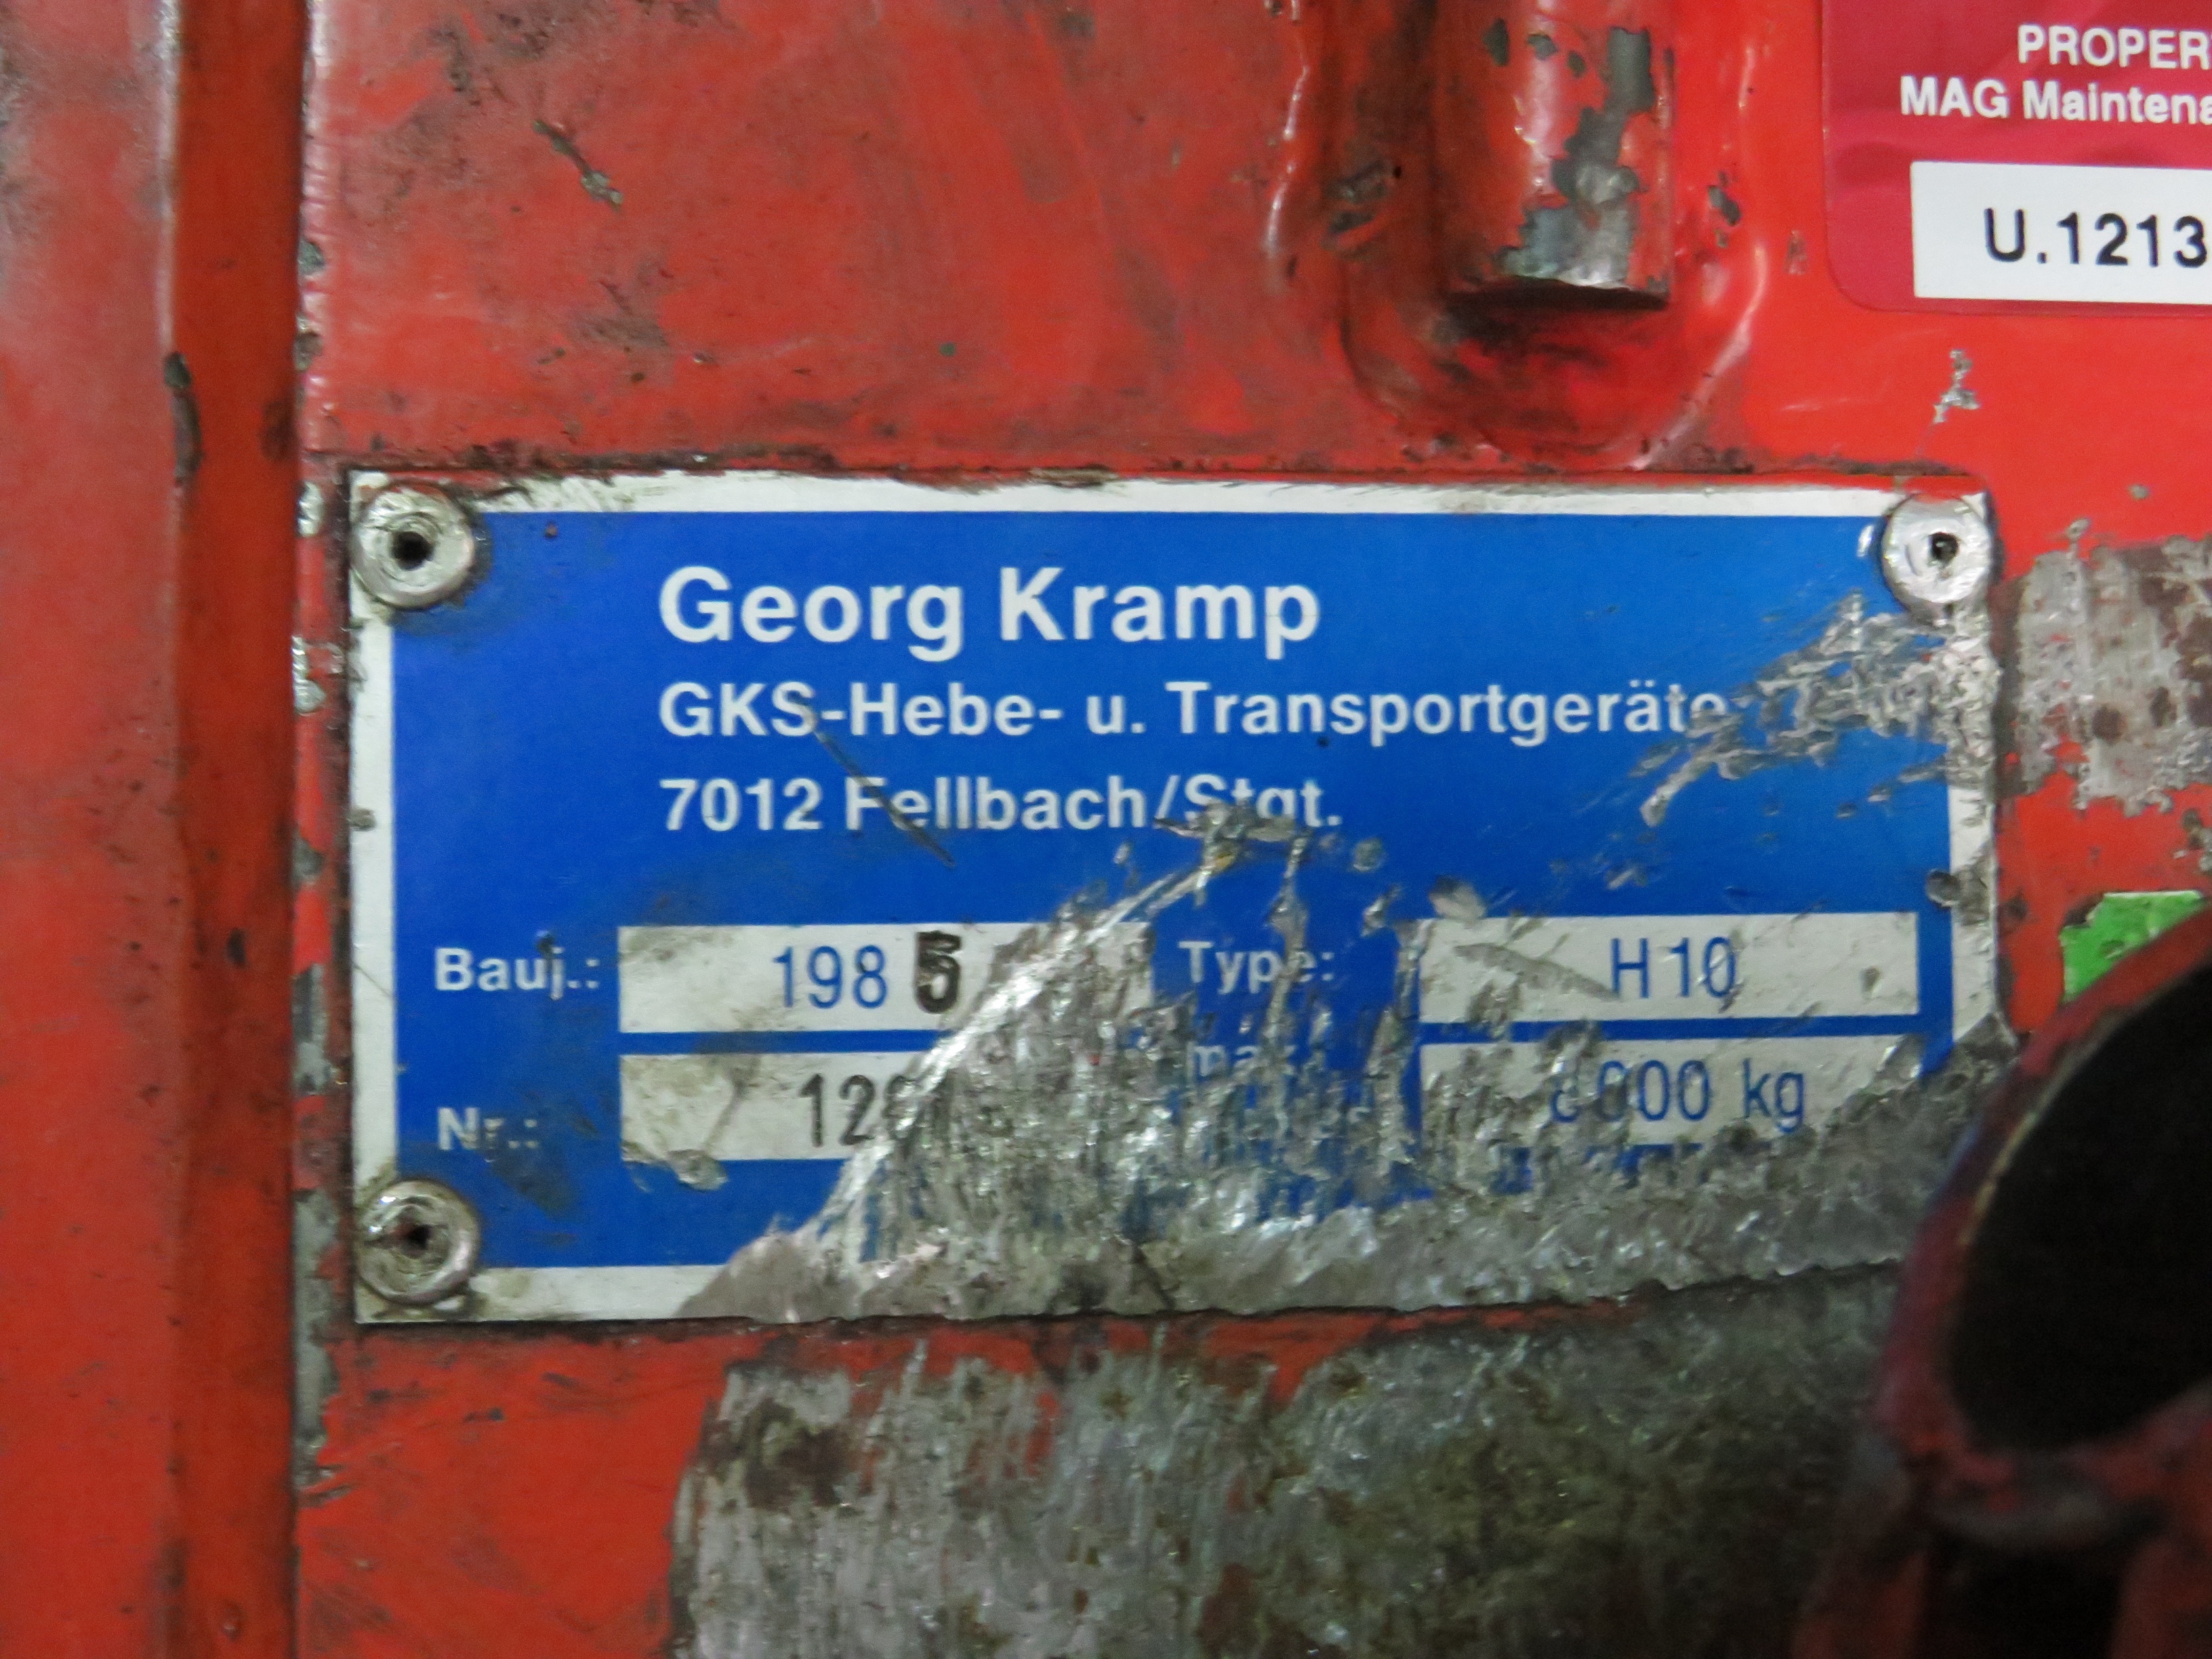 PROPER
MAG Maintena
U.1213
Georg Kramp
GKS-Hebe- u. Transportgeräte
7012 Fellbach/Stgt.
Bauj.: 1985 Type: H10
Nr.: kg